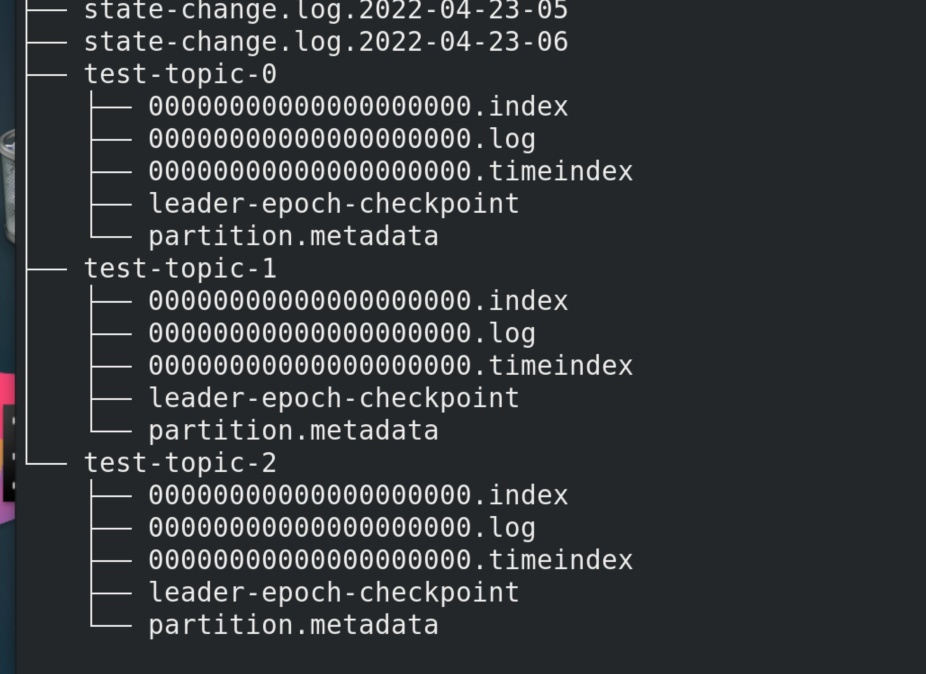 ├── state-change.log.2022-04-23-05
├── state-change.log.2022-04-23-06
├── test-topic-0
│   ├── 00000000000000000000.index
│   ├── 00000000000000000000.log
│   ├── 00000000000000000000.timeindex
│   ├── leader-epoch-checkpoint
│   └── partition.metadata
├── test-topic-1
│   ├── 00000000000000000000.index
│   ├── 00000000000000000000.log
│   ├── 00000000000000000000.timeindex
│   ├── leader-epoch-checkpoint
│   └── partition.metadata
└── test-topic-2
    ├── 00000000000000000000.index
    ├── 00000000000000000000.log
    ├── 00000000000000000000.timeindex
    ├── leader-epoch-checkpoint
    └── partition.metadata